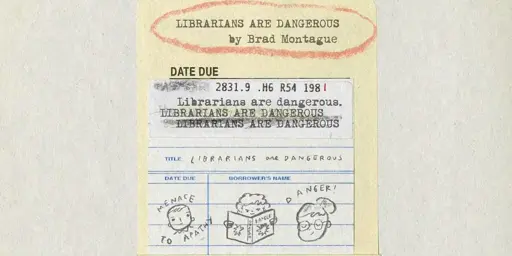 LIBRARIANS ARE DANGEROUS
by Brad Montague
DATE DUE
2831.9 .H6 R54 1981
Librarians are dangerous.
LIBRARIANS ARE DANGEROUS
LIBRARIANS ARE DANGEROUS
TITLE LIBRARIANS are DANGEROUS
DATE DUE BORROWER'S NAME
MENACE
TO APATHY
DANGER!